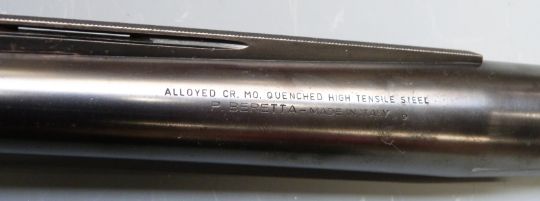 ALLOYED CR. MO. QUENCHED HIGH TENSILE STEEL
P. BERETTA - MADE IN ITALY